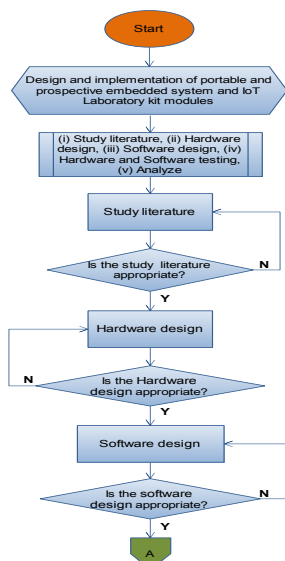 Start
Design and implementation of portable and
prospective embedded system and IoT
Laboratory kit modules
(i) Study literature, (ii) Hardware
design, (iii) Software design, (iv)
Hardware and Software testing,
(v) Analyze
Study literature
Is the study literature
appropriate?
N
Y
Hardware design
N
Is the Hardware
design appropriate?
Y
Software design
Is the software
design appropriate?
N
Y
A